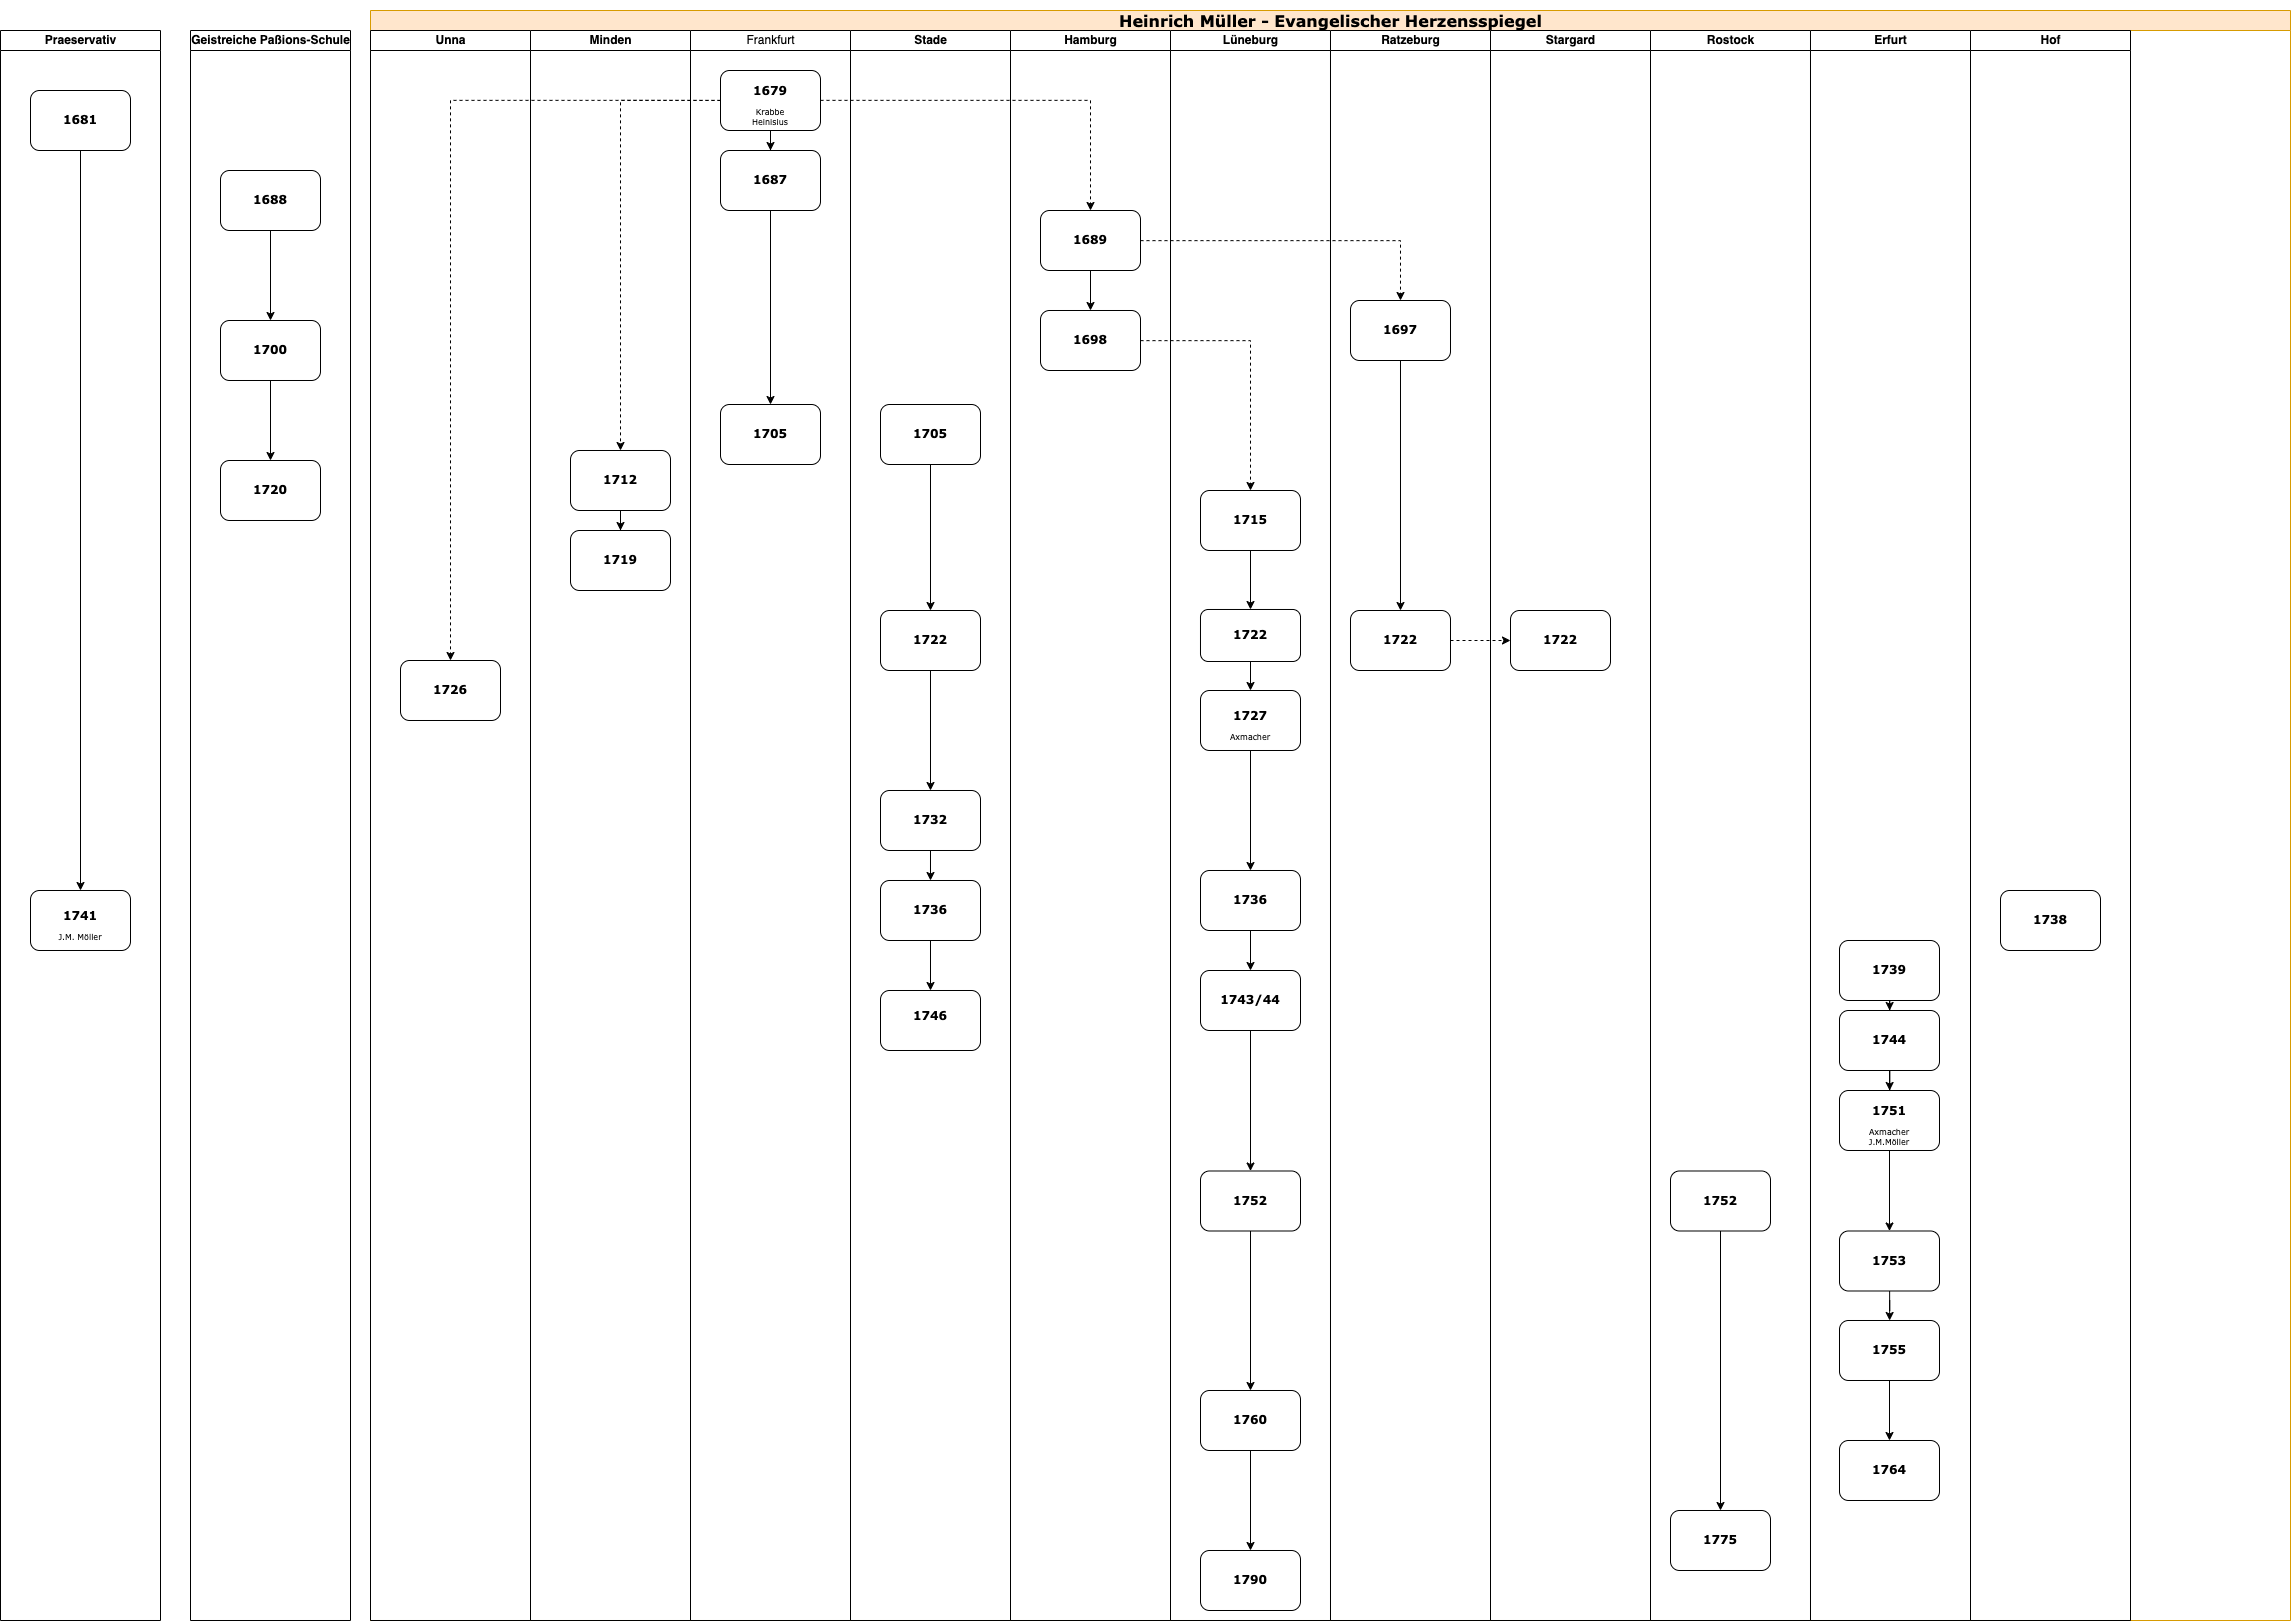 Heinrich Müller - Evangelischer Herzensspiegel
Praeservativ
Geistreiche Paßions-Schule
Unna
Minden
Frankfurt
Stade
Hamburg
Lüneburg
Ratzeburg
Stargard
Rostock
Erfurt
Hof
1681
1741
J.M. Möller
1688
1700
1720
1726
1712
1719
1679
Krabbe
Heinisius
1687
1705
1705
1722
1732
1736
1746
1689
1698
1715
1722
1727
Axmacher
1736
1743/44
1752
1760
1790
1697
1722
1722
1752
1775
1739
1744
1751
Axmacher
J.M.Möller
1753
1755
1764
1738